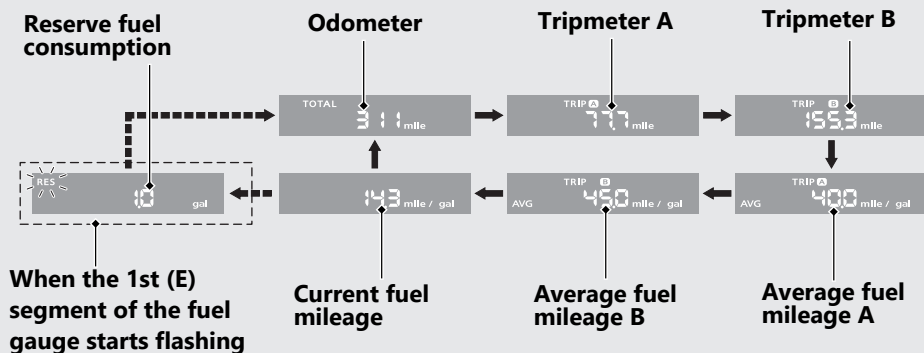 Reserve fuel
consumption
Odometer
Tripmeter A
Tripmeter B
TOTAL
311 mile
TRIP A
77.7 mile
TRIP B
155.3 mile
RES
1.0 gal
143 mile / gal
TRIP B
AVG 45.0 mile / gal
TRIP A
AVG 40.0 mile / gal
When the 1st (E)
segment of the fuel
gauge starts flashing
Current fuel
mileage
Average fuel
mileage B
Average fuel
mileage A